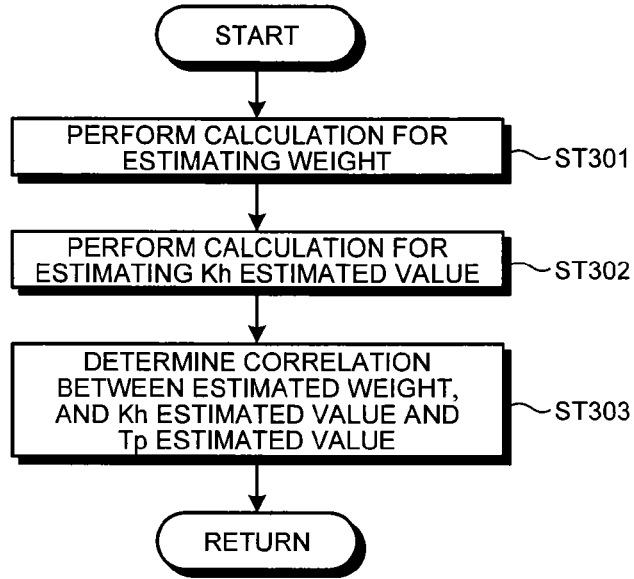 START
PERFORM CALCULATION FOR
ESTIMATING WEIGHT
ST301
PERFORM CALCULATION FOR
ESTIMATING Kh ESTIMATED VALUE
ST302
DETERMINE CORRELATION
BETWEEN ESTIMATED WEIGHT,
AND Kh ESTIMATED VALUE AND
Tp ESTIMATED VALUE
ST303
RETURN